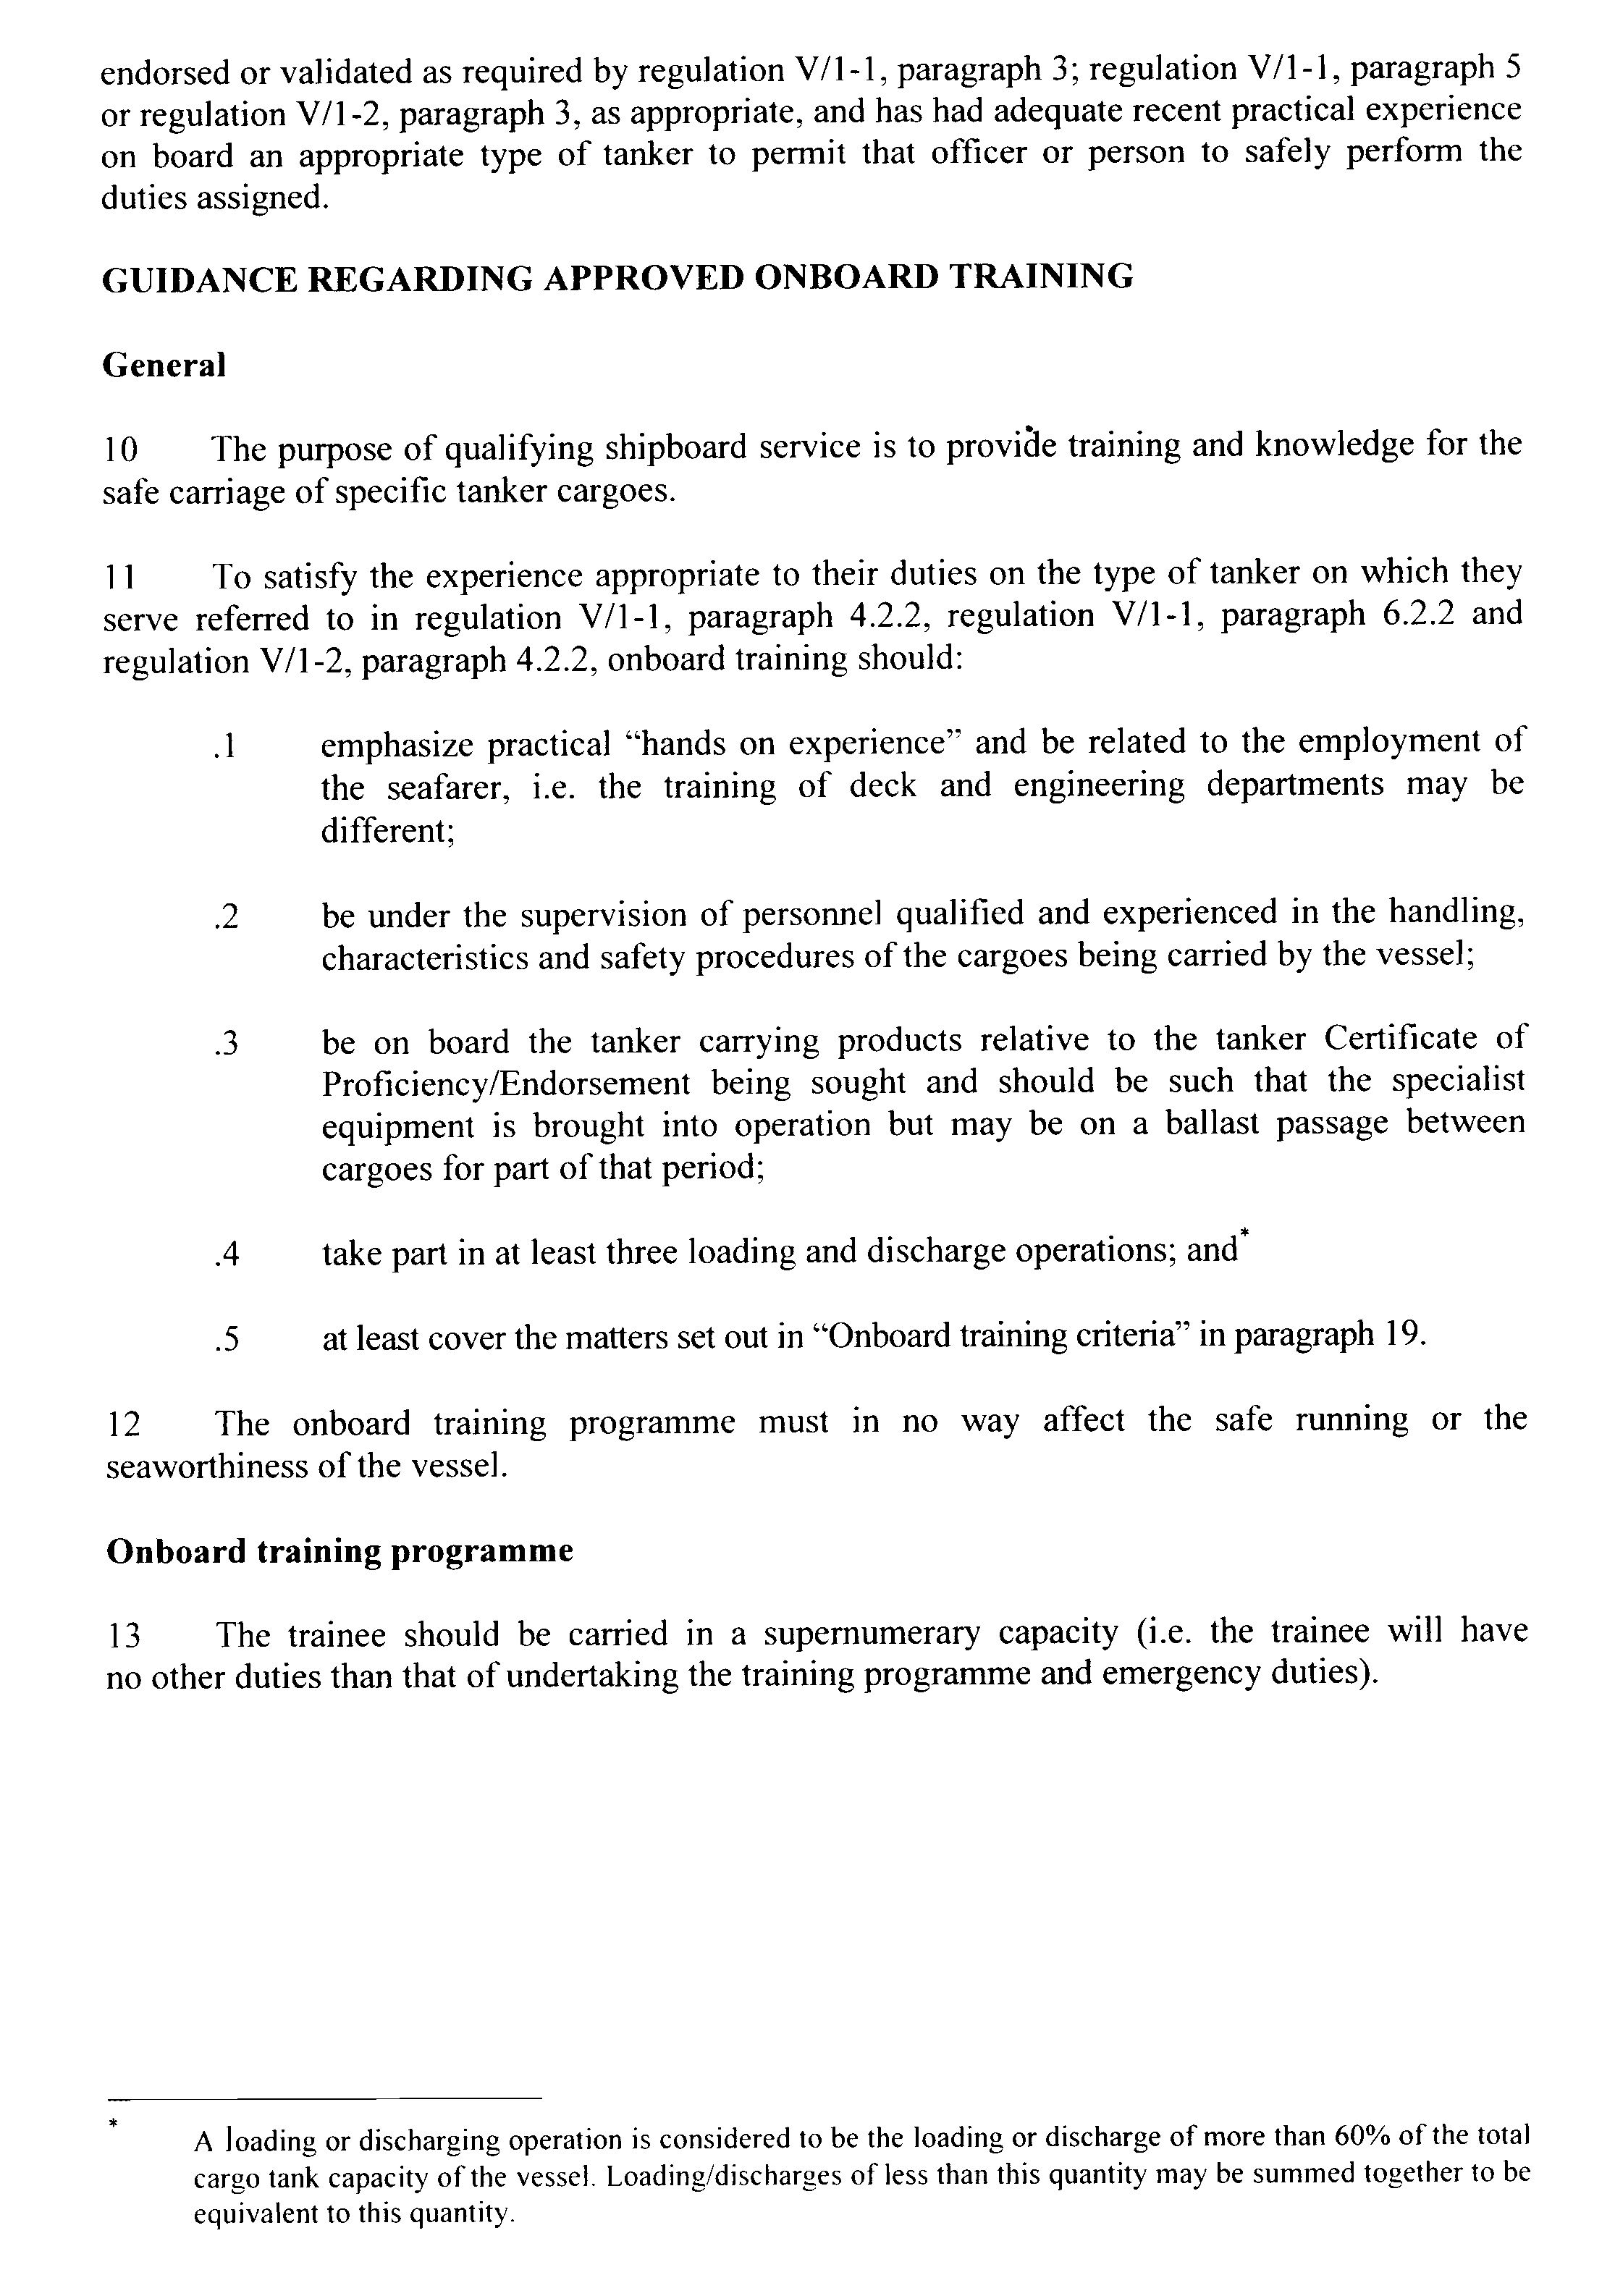 endorsed or validated as required by regulation V/1-1, paragraph 3; regulation V/1-1, paragraph 5
or regulation V/1-2, paragraph 3, as appropriate, and has had adequate recent practical experience
on board an appropriate type of tanker to permit that officer or person to safely perform the
duties assigned.
GUIDANCE REGARDING APPROVED ONBOARD TRAINING
General
10 The purpose of qualifying shipboard service is to provide training and knowledge for the
safe carriage of specific tanker cargoes.
11 To satisfy the experience appropriate to their duties on the type of tanker on which they
serve referred to in regulation V/1-1, paragraph 4.2.2, regulation V/1-1, paragraph 6.2.2 and
regulation V/1-2, paragraph 4.2.2, onboard training should:
.1 emphasize practical “hands on experience” and be related to the employment of
the seafarer, i.e. the training of deck and engineering departments may be
different;
.2 be under the supervision of personnel qualified and experienced in the handling,
characteristics and safety procedures of the cargoes being carried by the vessel;
.3 be on board the tanker carrying products relative to the tanker Certificate of
Proficiency/Endorsement being sought and should be such that the specialist
equipment is brought into operation but may be on a ballast passage between
cargoes for part of that period;
.4 take part in at least three loading and discharge operations; and*
.5 at least cover the matters set out in “Onboard training criteria” in paragraph 19.
12 The onboard training programme must in no way affect the safe running or the
seaworthiness of the vessel.
Onboard training programme
13 The trainee should be carried in a supernumerary capacity (i.e. the trainee will have
no other duties than that of undertaking the training programme and emergency duties).
* A loading or discharging operation is considered to be the loading or discharge of more than 60% of the total
cargo tank capacity of the vessel. Loading/discharges of less than this quantity may be summed together to be
equivalent to this quantity.